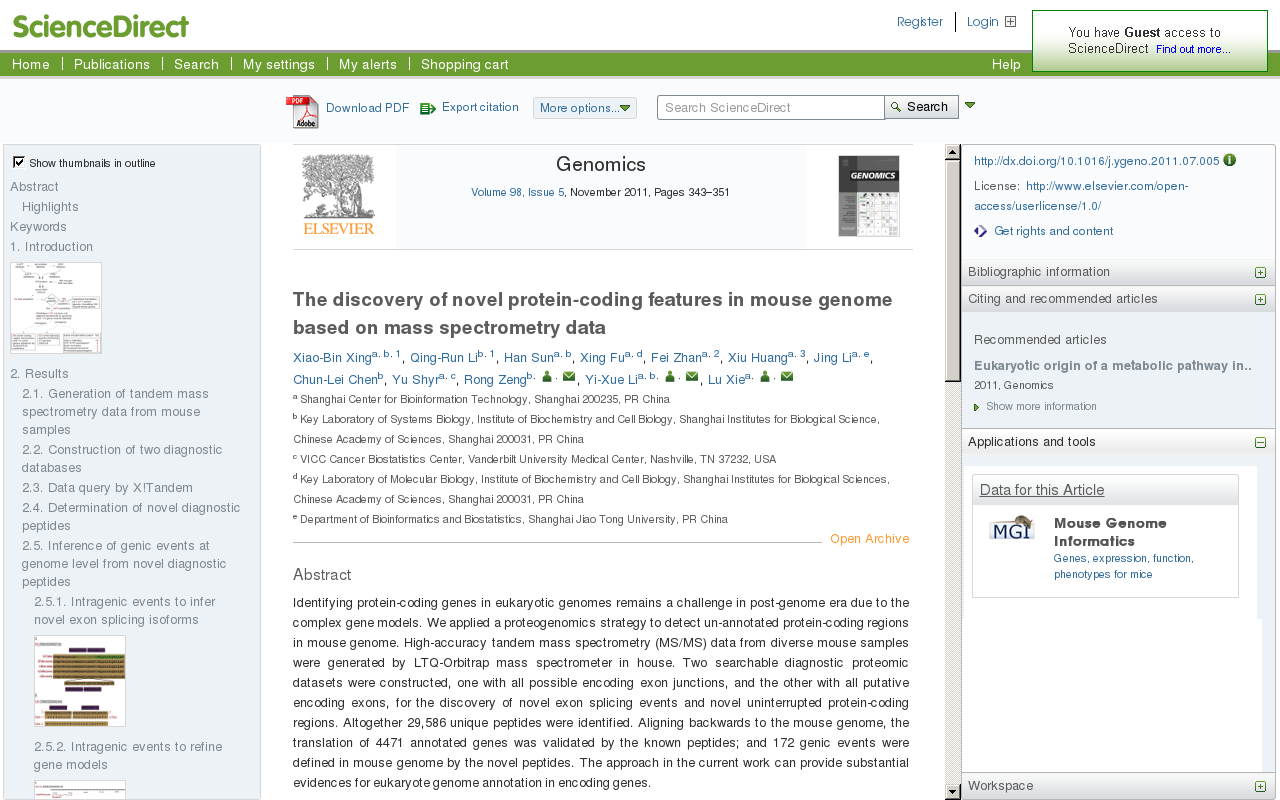 ScienceDirect
Register
Login
You have Guest access to
ScienceDirect Find out more...
Home
Publications
Search
My settings
My alerts
Shopping cart
Help
PDF
Adobe
Download PDF
Export citation
More options...
Search ScienceDirect
Search
Show thumbnails in outline
Abstract
Highlights
Keywords
1. Introduction
2. Results
2.1. Generation of tandem mass
spectrometry data from mouse
samples
2.2. Construction of two diagnostic
databases
2.3. Data query by X!Tandem
2.4. Determination of novel diagnostic
peptides
2.5. Inference of genic events at
genome level from novel diagnostic
peptides
2.5.1. Intragenic events to infer
novel exon splicing isoforms
2.5.2. Intragenic events to refine
gene models
ELSEVIER
Genomics
Volume 98, Issue 5, November 2011, Pages 343–351
GENOMICS
The discovery of novel protein-coding features in mouse genome
based on mass spectrometry data
Xiao-Bin Xing a, b, 1, Qing-Run Li b, 1, Han Sun a, b, Xing Fu a, d, Fei Zhan a, 2, Xiu Huang a, 3, Jing Li a, e,
Chun-Lei Chen b, Yu Shyr a, c, Rong Zeng b, , , Yi-Xue Li a, b, , , Lu Xie a, ,
a Shanghai Center for Bioinformation Technology, Shanghai 200235, PR China
b Key Laboratory of Systems Biology, Institute of Biochemistry and Cell Biology, Shanghai Institutes for Biological Science,
Chinese Academy of Sciences, Shanghai 200031, PR China
c VICC Cancer Biostatistics Center, Vanderbilt University Medical Center, Nashville, TN 37232, USA
d Key Laboratory of Molecular Biology, Institute of Biochemistry and Cell Biology, Shanghai Institutes for Biological Sciences,
Chinese Academy of Sciences, Shanghai 200031, PR China
e Department of Bioinformatics and Biostatistics, Shanghai Jiao Tong University, PR China
Open Archive
Abstract
Identifying protein-coding genes in eukaryotic genomes remains a challenge in post-genome era due to the
complex gene models. We applied a proteogenomics strategy to detect un-annotated protein-coding regions
in mouse genome. High-accuracy tandem mass spectrometry (MS/MS) data from diverse mouse samples
were generated by LTQ-Orbitrap mass spectrometer in house. Two searchable diagnostic proteomic
datasets were constructed, one with all possible encoding exon junctions, and the other with all putative
encoding exons, for the discovery of novel exon splicing events and novel uninterrupted protein-coding
regions. Altogether 29,586 unique peptides were identified. Aligning backwards to the mouse genome, the
translation of 4471 annotated genes was validated by the known peptides; and 172 genic events were
defined in mouse genome by the novel peptides. The approach in the current work can provide substantial
evidences for eukaryote genome annotation in encoding genes.
http://dx.doi.org/10.1016/j.ygeno.2011.07.005
License: http://www.elsevier.com/open-
access/userlicense/1.0/
Get rights and content
Bibliographic information
Citing and recommended articles
Recommended articles
Eukaryotic origin of a metabolic pathway in..
2011, Genomics
Show more information
Applications and tools
Data for this Article
MGI
Mouse Genome
Informatics
Genes, expression, function,
phenotypes for mice
Workspace